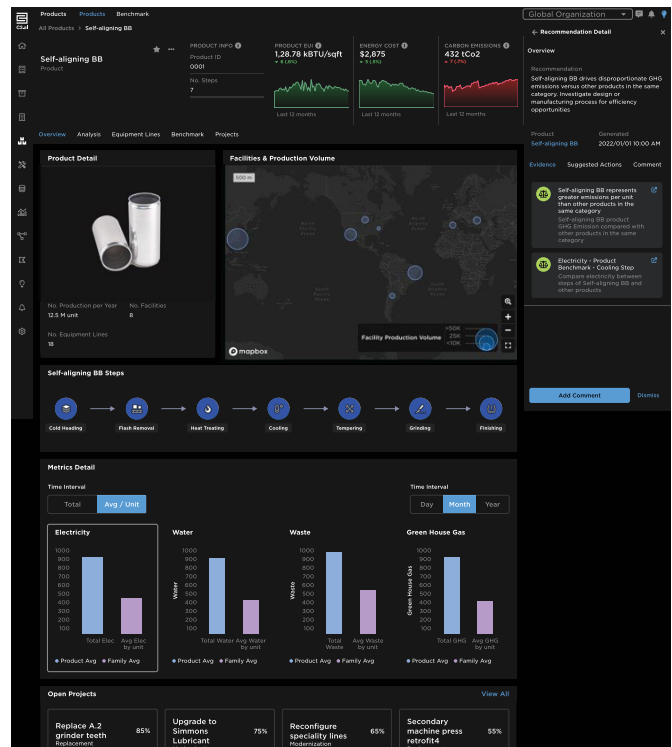 Products
Products
Benchmark
Global Organization
All Products > Self-aligning BB
Self-aligning BB
Product
PRODUCT INFO
Product ID
0001
No. Steps
7
PRODUCT EUI
1,28.78 kBTU/sqft
6 (.6%)
Last 12 months
ENERGY COST
$2,875
5 (.5%)
Last 12 months
CARBON EMISSIONS
432 tCo2
7 (.7%)
Last 12 months
Overview
Analysis
Equipment Lines
Benchmark
Projects
Product Detail
No. Production per Year
12.5 M unit
No. Facilities
8
No. Equipment Lines
18
Facilities & Production Volume
500 m
Facility Production Volume
>50K
25K
<10K
mapbox
Self-aligning BB Steps
Cold Heading
Flash Removal
Heat Treating
Cooling
Tempering
Grinding
Finishing
Metrics Detail
Time Interval
Total
Avg / Unit
Time Interval
Day
Month
Year
Electricity
1000
900
800
700
600
500
400
300
200
100
Total Elec
Avg Elec
by unit
Product Avg
Family Avg
Water
Water
1000
900
800
700
600
500
400
300
200
100
Total Water
Avg Water
by unit
Product Avg
Family Avg
Waste
Waste
1000
900
800
700
600
500
400
300
200
100
Total
Waste
Avg Waste
by unit
Product Avg
Family Avg
Green House Gas
Green House Gas
1000
900
800
700
600
500
400
300
200
100
Total GHG
Avg GHG
by unit
Product Avg
Family Avg
Open Projects
View All
Replace A.2
grinder teeth
Replacement
85%
Upgrade to
Simmons
Lubricant
75%
Reconfigure
speciality lines
Modernization
65%
Secondary
machine press
retrofit4
55%
Recommendation Detail
Overview
Recommendation
Self-aligning BB drives disproportionate GHG
emissions versus other products in the same
category. Investigate design or
manufacturing process for efficiency
opportunities
Product
Self-aligning BB
Generated
2022/01/01 10:00 AM
Evidence
Suggested Actions
Comment
Self-aligning BB represents
greater emissions per unit
than other products in the
same category
Self-aligning BB product
GHG Emission compared with
other products in the same
category
Electricity - Product
Benchmark - Cooling Step
Compare electricity between
steps of Self-aligning BB and
other products
Add Comment
Dismiss